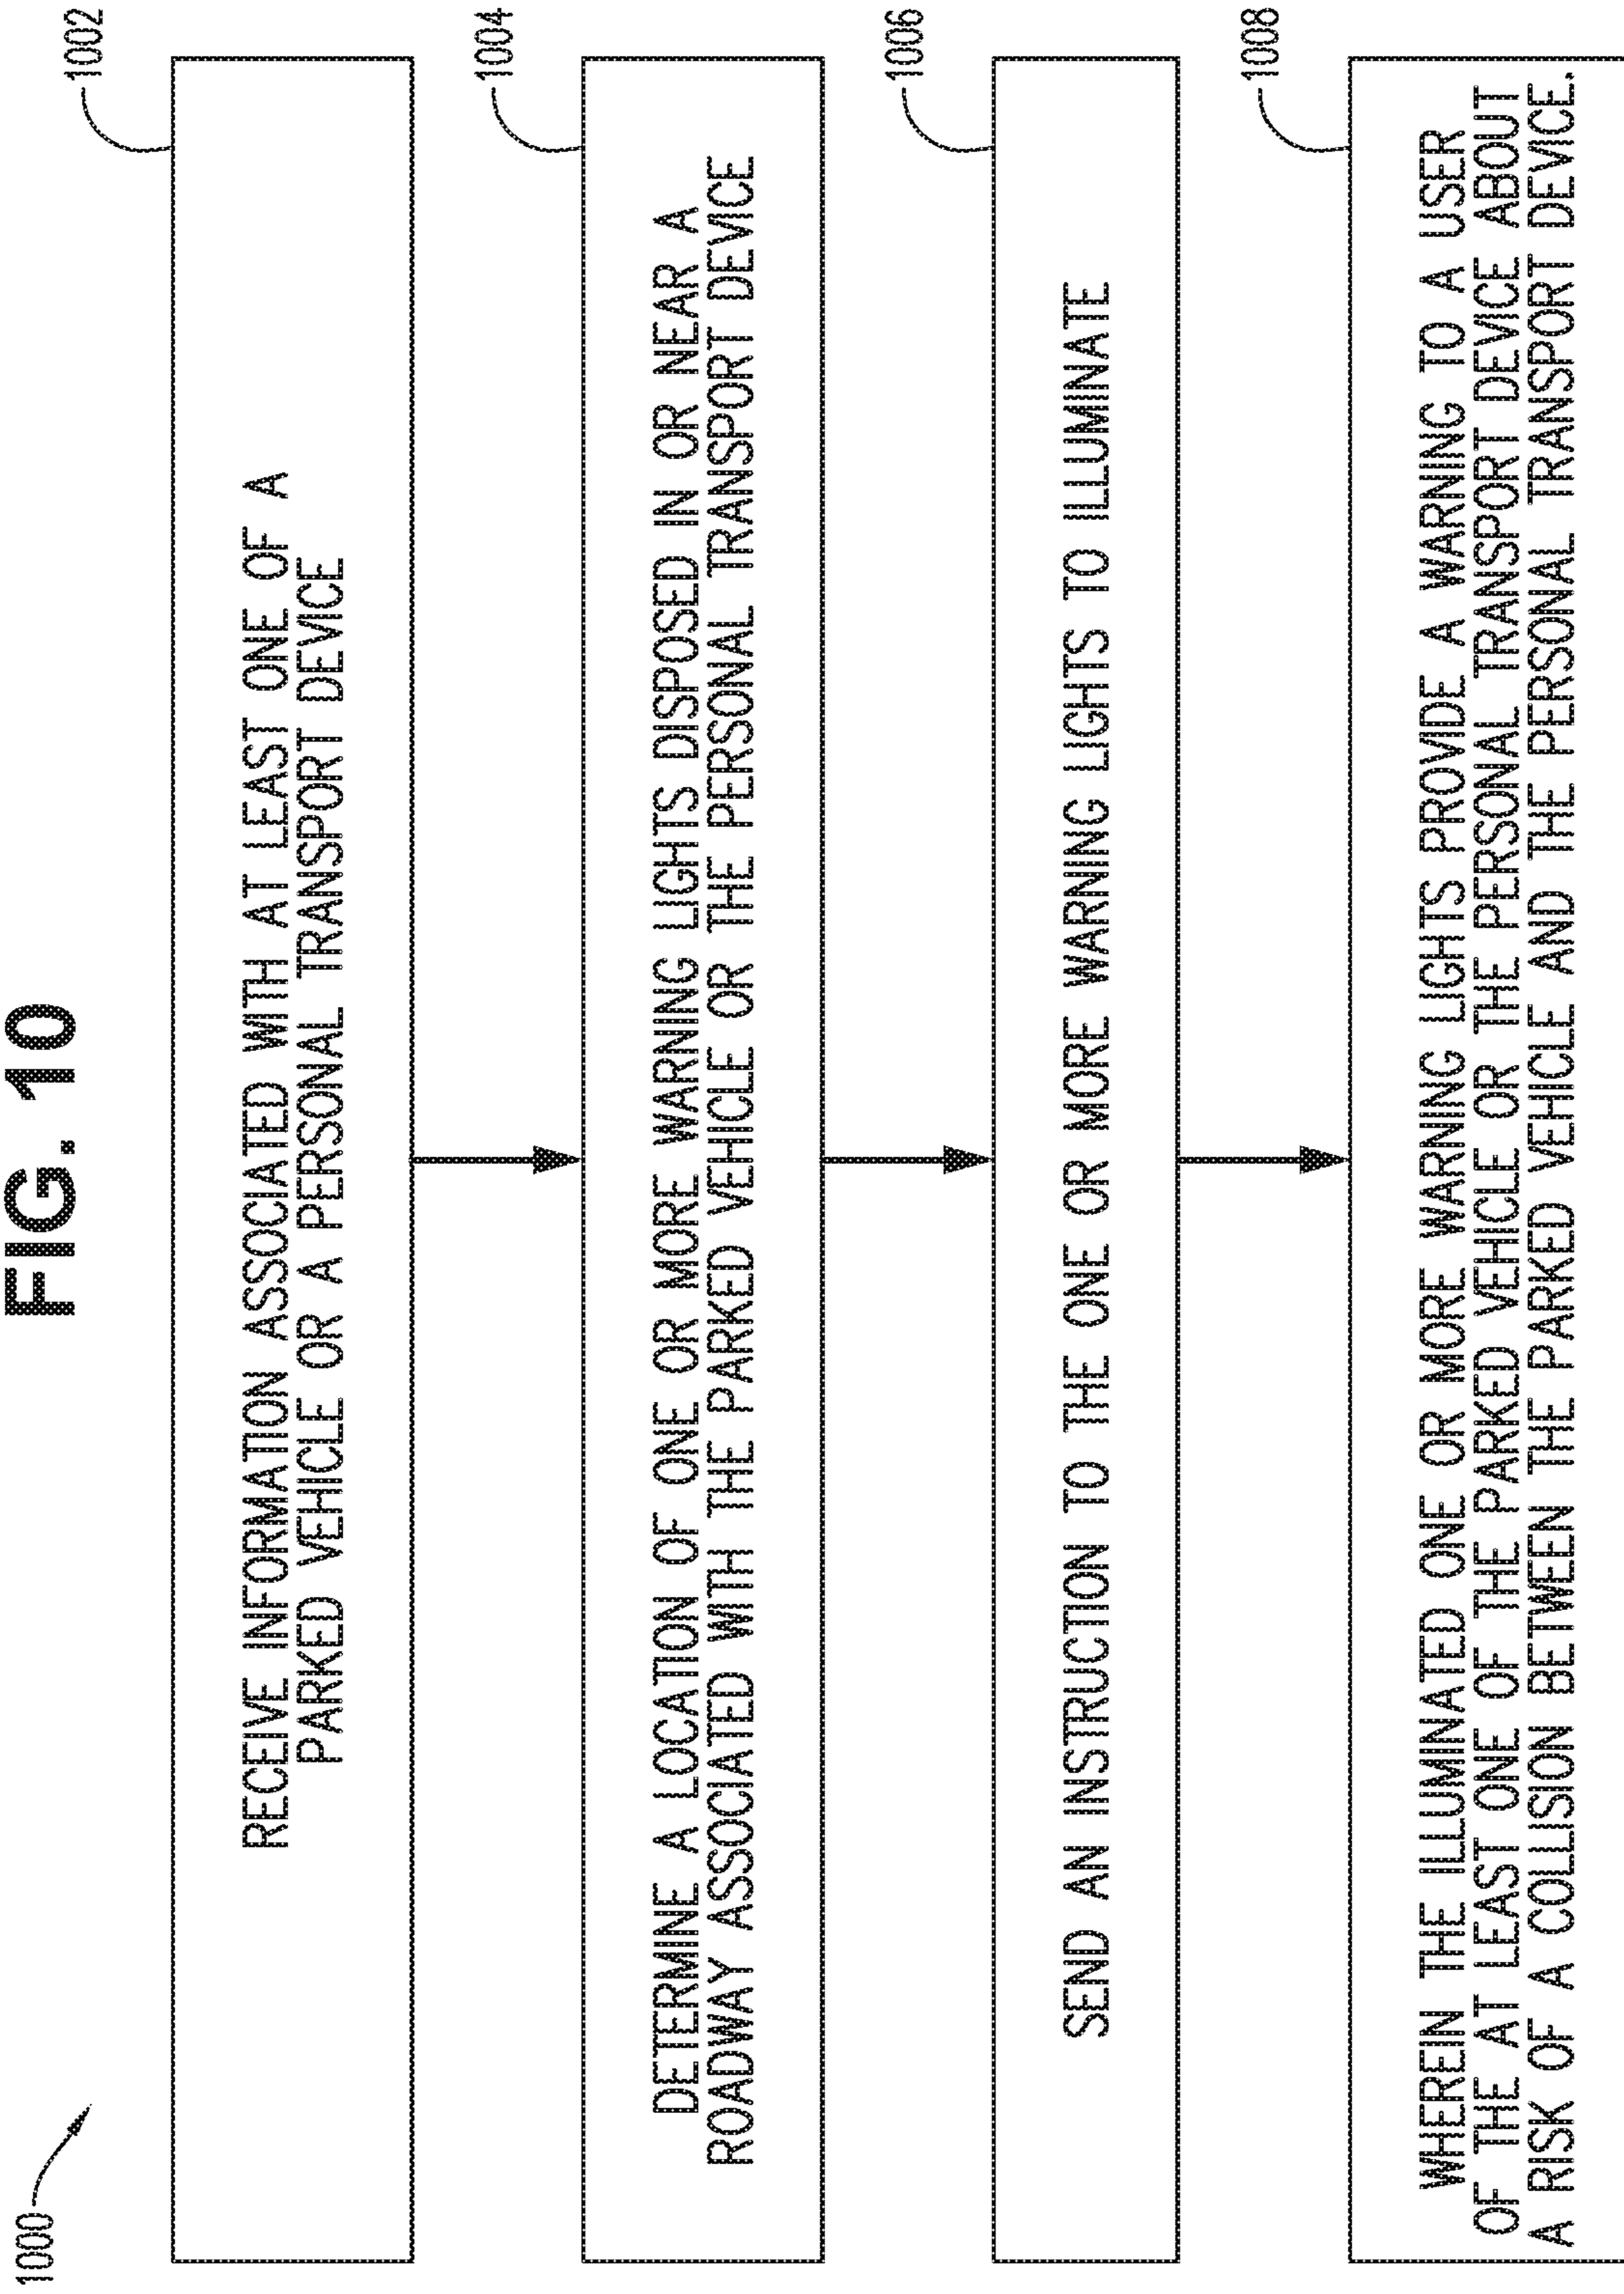 FIG. 10
1000
1002
RECEIVE INFORMATION ASSOCIATED WITH AT LEAST ONE OF A
PARKED VEHICLE OR A PERSONAL TRANSPORT DEVICE
1004
DETERMINE A LOCATION OF ONE OR MORE WARNING LIGHTS DISPOSED IN OR NEAR A
ROADWAY ASSOCIATED WITH THE PARKED VEHICLE OR THE PERSONAL TRANSPORT DEVICE
1006
SEND AN INSTRUCTION TO THE ONE OR MORE WARNING LIGHTS TO ILLUMINATE
1008
WHEREIN THE ILLUMINATED ONE OR MORE WARNING LIGHTS PROVIDE A WARNING TO A USER
OF THE AT LEAST ONE OF THE PARKED VEHICLE OR THE PERSONAL TRANSPORT DEVICE ABOUT
A RISK OF A COLLISION BETWEEN THE PARKED VEHICLE AND THE PERSONAL TRANSPORT DEVICE.